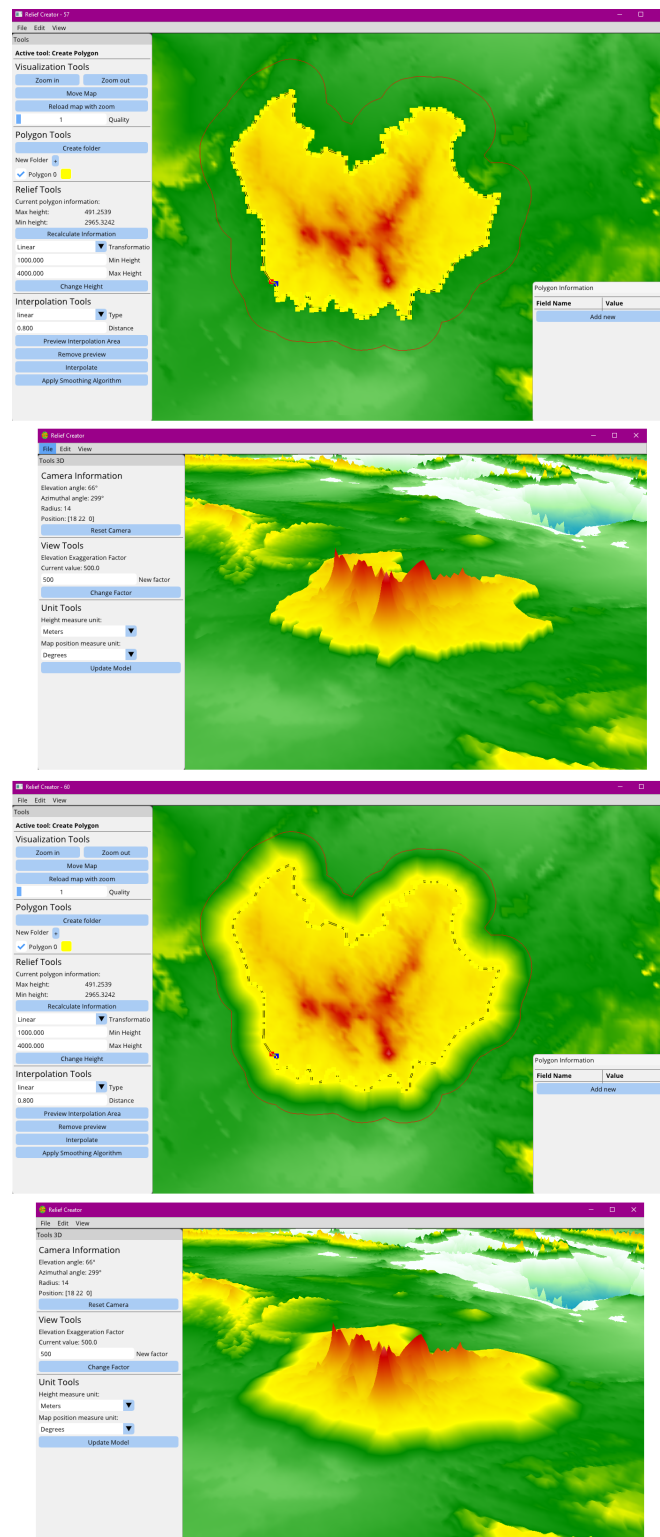 Relief Creator - 57
File Edit View
Tools
Active tool: Create Polygon
Visualization Tools
Zoom in Zoom out
Move Map
Reload map with zoom
1 Quality
Polygon Tools
Create folder
New Folder
Polygon 0
Relief Tools
Current polygon information:
Max height: 491.2539
Min height: 2965.3242
Recalculate Information
Linear Transformatio
1000.000 Min Height
4000.000 Max Height
Change Height
Interpolation Tools
linear Type
0.800 Distance
Preview Interpolation Area
Remove preview
Interpolate
Apply Smoothing Algorithm
Polygon Information
Field Name Value
Add new
Relief Creator
File Edit View
Tools 3D
Camera Information
Elevation angle: 66°
Azimuthal angle: 299°
Radius: 14
Position: [18 22 0]
Reset Camera
View Tools
Elevation Exaggeration Factor
Current value: 500.0
500 New factor
Change Factor
Unit Tools
Height measure unit:
Meters
Map position measure unit:
Degrees
Update Model
Relief Creator - 60
File Edit View
Tools
Active tool: Create Polygon
Visualization Tools
Zoom in Zoom out
Move Map
Reload map with zoom
1 Quality
Polygon Tools
Create folder
New Folder
Polygon 0
Relief Tools
Current polygon information:
Max height: 491.2539
Min height: 2965.3242
Recalculate Information
Linear Transformatio
1000.000 Min Height
4000.000 Max Height
Change Height
Interpolation Tools
linear Type
0.800 Distance
Preview Interpolation Area
Remove preview
Interpolate
Apply Smoothing Algorithm
Polygon Information
Field Name Value
Add new
Relief Creator
File Edit View
Tools 3D
Camera Information
Elevation angle: 66°
Azimuthal angle: 299°
Radius: 14
Position: [18 22 0]
Reset Camera
View Tools
Elevation Exaggeration Factor
Current value: 500.0
500 New factor
Change Factor
Unit Tools
Height measure unit:
Meters
Map position measure unit:
Degrees
Update Model